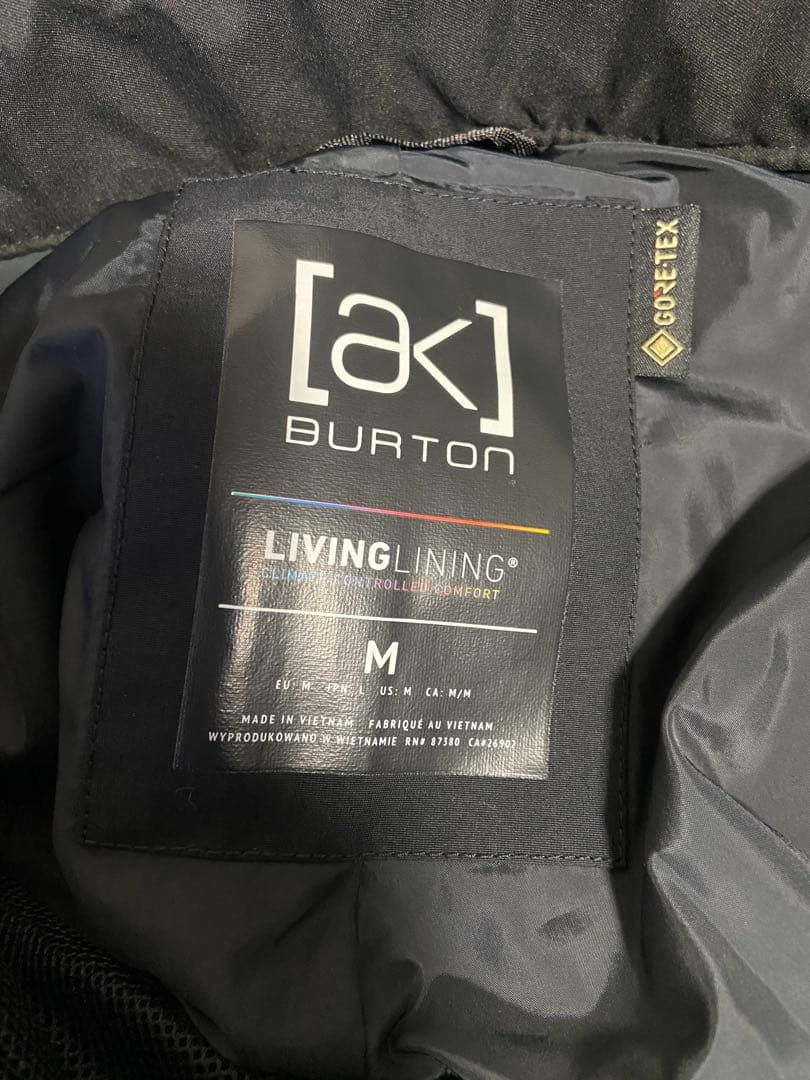 [ak]
BURTON
LIVINGLINING®
CLIMATE CONTROLLED COMFORT
M
EU: M JPN: L US: M CA: M/M
MADE IN VIETNAM FABRIQUÉ AU VIETNAM
WYPRODUKOWANO W WIETNAMIE RN# 87380 CA#26902
GORE-TEX